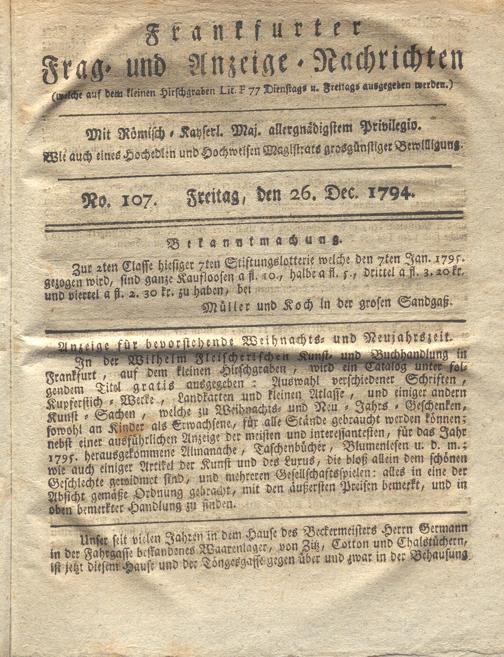 Frankfurter
Frag- und Anzeige-Nachrichten
(welche auf dem kleinen Hirschgraben Lit. F 77 Dienstags u. Freitags ausgegeben werden.)
Mit Römisch-Kayserl. Maj. allergnädigstem Privilegio.
Wie auch eines Hochedlen und Hochweisen Magistrats grosgünstiger Bewilligung.
No. 107. Freitag, den 26. Dec. 1794.
Bekanntmachung.
Zur 2ten Classe hiesiger 7ten Stiftungslotterie welche den 7ten Jan. 1795.
gezogen wird, sind ganze Kaufloosen a fl. 10., halbe a fl. 5., drittel a fl. 3. 20 kr.
und viertel a fl. 2. 30 kr. zu haben, bei
Müller und Koch in der grosen Sandgaß.
Anzeige für bevorstehende Weihnachts- und Neujahrszeit.
In der Wilhelm Fleischerischen Kunst- und Buchhandlung in
Frankfurt, auf dem kleinen Hirschgraben, wird ein Catalog unter fol-
gendem Titel gratis ausgegeben: Auswahl verschiedener Schriften,
Kupferstich-Werke, Landkarten und kleinen Atlasse, und einiger andern
Kunst-Sachen, welche zu Weihnachts- und Neu-Jahrs-Geschenken,
sowohl an Kinder als Erwachsene, für alle Stände gebraucht werden können;
nebst einer ausführlichen Anzeige der meisten und interessantesten, für das Jahr
1795. herausgekommene Almanache, Taschenbücher, Blumenlesen u. d. m.:
wie auch einiger Artikel der Kunst und des Luxus, die bloß allein dem schönen
Geschlechte gewidmet sind, und mehreren Gesellschaftsspielen: alles in eine der
Absicht gemäße Ordnung gebracht, mit den äußersten Preisen bemerkt, und in
oben bemerkter Handlung zu finden.
Unser seit vielen Jahren in dem Hause des Beckermeisters Herrn Germann
in der Fahrgasse bestandenes Waarenlager, von Zitz, Cotton und Chalstüchern,
ist jetzt diesem Hause und der Töngesgasse gegen über und zwar in der Behausung